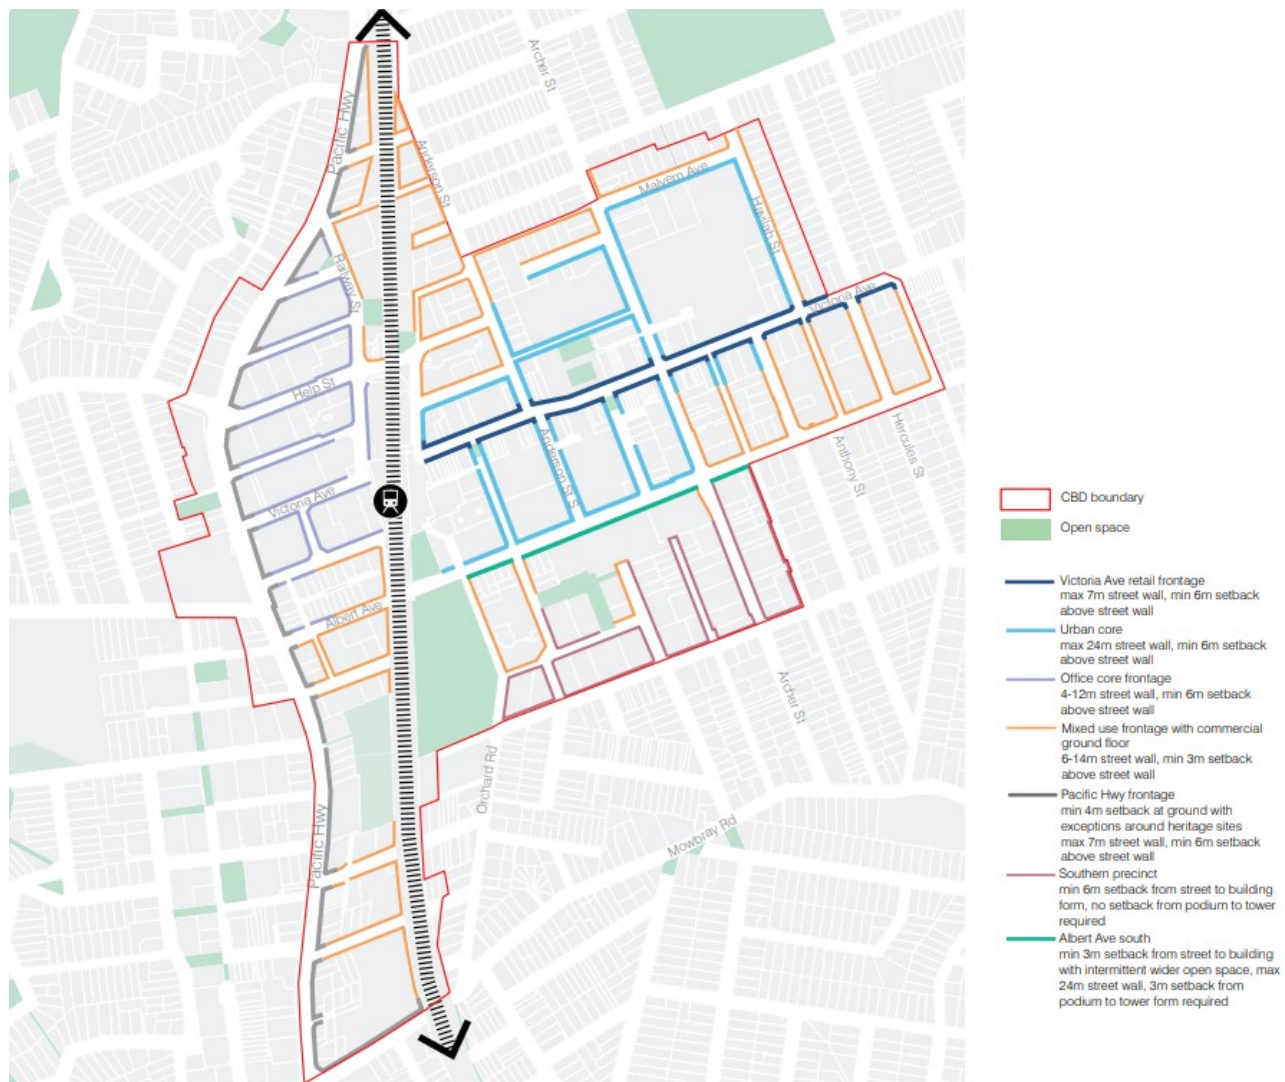 Archer St
Pacific Hwy
Anderson St
Malvern Ave
Havilah St
Railway St
Victoria Ave
Help St
Anderson St S
Hercules St
Anthony St
Victoria Ave
Albert Ave
Archer St
Orchard Rd
Mowbray Rd
Pacific Hwy
CBD boundary
Open space
Victoria Ave retail frontage
max 7m street wall, min 6m setback
above street wall
Urban core
max 24m street wall, min 6m setback
above street wall
Office core frontage
4-12m street wall, min 6m setback
above street wall
Mixed use frontage with commercial
ground floor
6-14m street wall, min 3m setback
above street wall
Pacific Hwy frontage
min 4m setback at ground with
exceptions around heritage sites
max 7m street wall, min 6m setback
above street wall
Southern precinct
min 6m setback from street to building
form, no setback from podium to tower
required
Albert Ave south
min 3m setback from street to building
with intermittent wider open space, max
24m street wall, 3m setback from
podium to tower form required